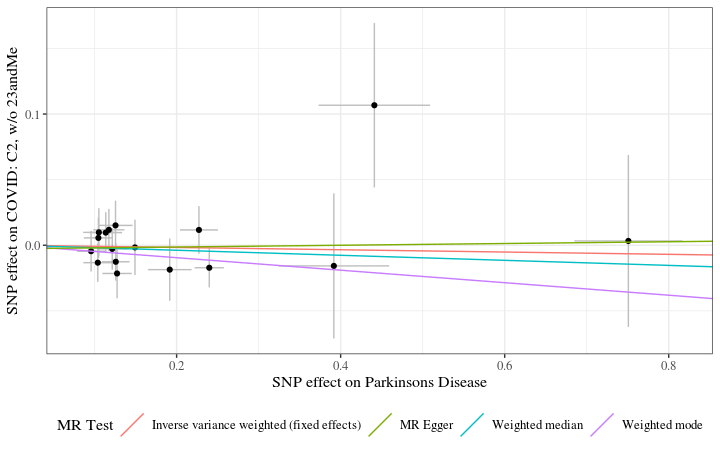 SNP effect on COVID: C2, w/o 23andMe
0.1
0.0
0.2 0.4 0.6 0.8
SNP effect on Parkinsons Disease
MR Test Inverse variance weighted (fixed effects) MR Egger Weighted median Weighted mode